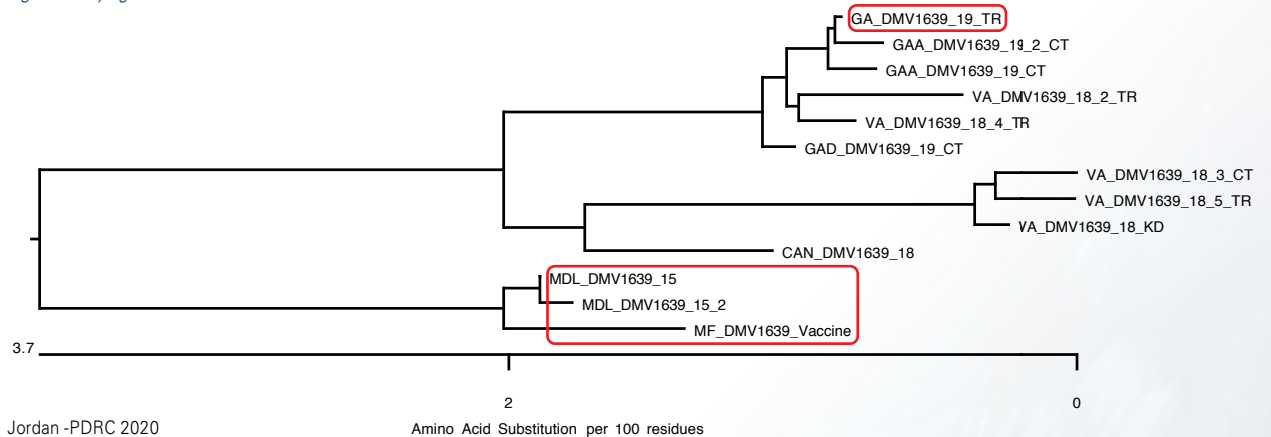 GA_DMV1639_19_TR
GAA_DMV1639_19_2_CT
GAA_DMV1639_19_CT
VA_DMV1639_18_2_TR
VA_DMV1639_18_4_TR
GAD_DMV1639_19_CT
VA_DMV1639_18_3_CT
VA_DMV1639_18_5_TR
VA_DMV1639_18_KD
CAN_DMV1639_18
MDL_DMV1639_15
MDL_DMV1639_15_2
MF_DMV1639_Vaccine
3.7
2
0
Jordan -PDRC 2020
Amino Acid Substitution per 100 residues